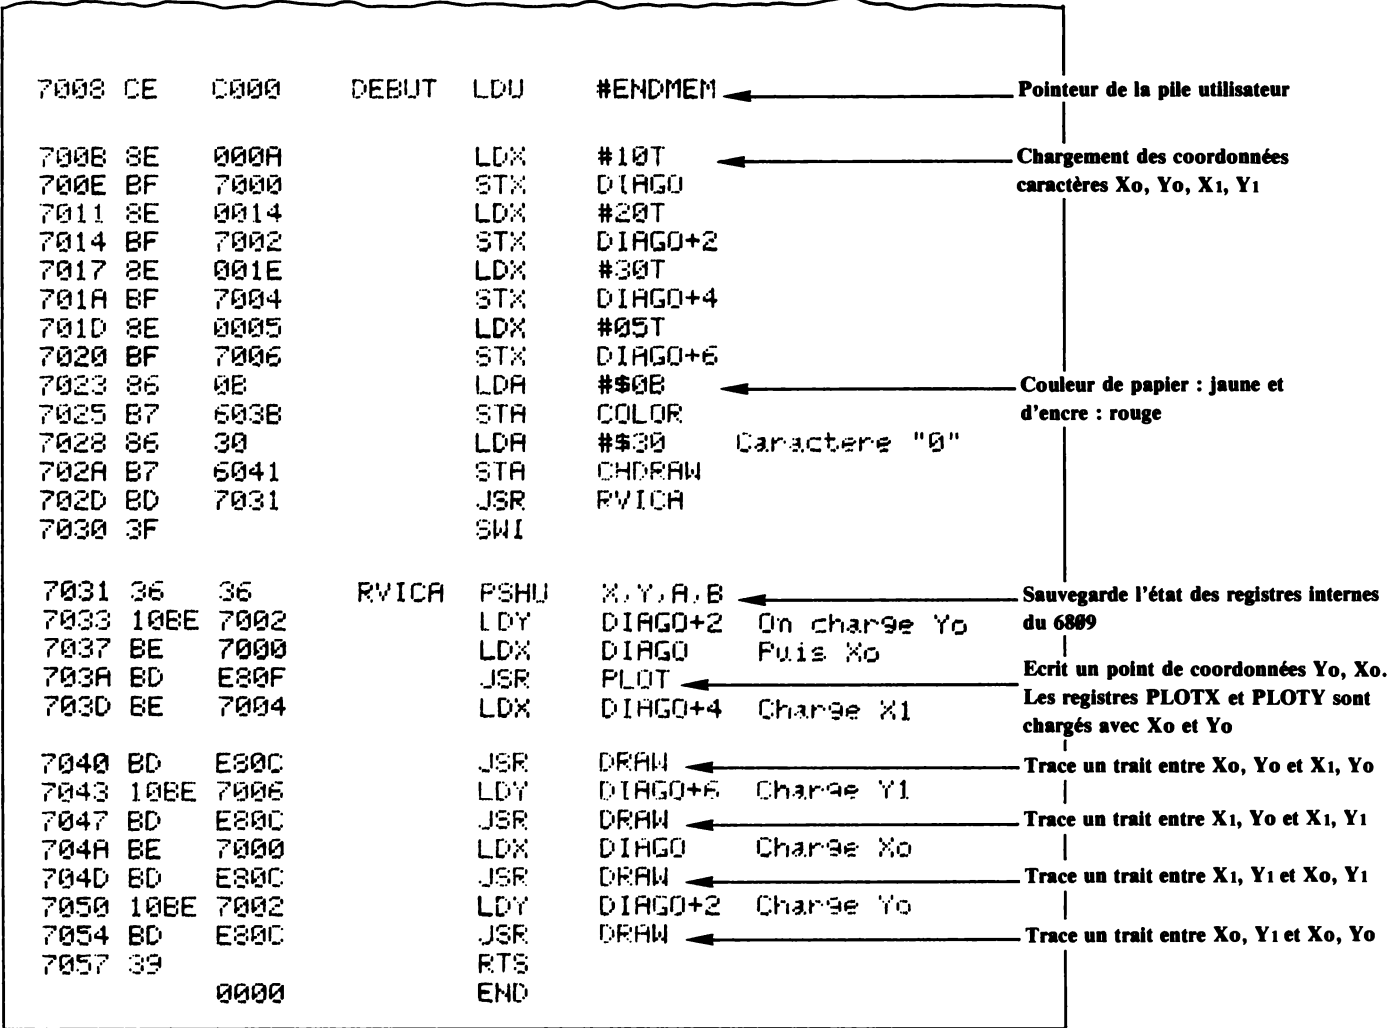 7008 CE C000 DEBUT LDU #ENDMEM Pointeur de la pile utilisateur
700B 8E 000A LDX #10T Chargement des coordonnées
700E BF 7000 STX DIAGO caractères Xo, Yo, X1, Y1
7011 8E 0014 LDX #20T
7014 BF 7002 STX DIAGO+2
7017 8E 001E LDX #30T
701A BF 7004 STX DIAGO+4
701D 8E 0005 LDX #05T
7020 BF 7006 STX DIAGO+6
7023 86 0B LDA #$0B Couleur de papier : jaune et
7025 B7 603B STA COLOR d'encre : rouge
7028 86 30 LDA #$30 Caractere "0"
702A B7 6041 STA CHDRAW
702D BD 7031 JSR RVICA
7030 3F SWI
7031 36 36 RVICA PSHU X,Y,A,B Sauvegarde l'état des registres internes
7033 10BE 7002 LDY DIAGO+2 On charge Yo du 6809
7037 BE 7000 LDX DIAGO Puis Xo
703A BD E80F JSR PLOT Ecrit un point de coordonnées Yo, Xo.
703D BE 7004 LDX DIAGO+4 Charge X1 Les registres PLOTX et PLOTY sont
chargés avec Xo et Yo
7040 BD E80C JSR DRAW Trace un trait entre Xo, Yo et X1, Yo
7043 10BE 7006 LDY DIAGO+6 Charge Y1
7047 BD E80C JSR DRAW Trace un trait entre X1, Yo et X1, Y1
704A BE 7000 LDX DIAGO Charge Xo
704D BD E80C JSR DRAW Trace un trait entre X1, Y1 et Xo, Y1
7050 10BE 7002 LDY DIAGO+2 Charge Yo
7054 BD E80C JSR DRAW Trace un trait entre Xo, Y1 et Xo, Yo
7057 39 RTS
0000 END